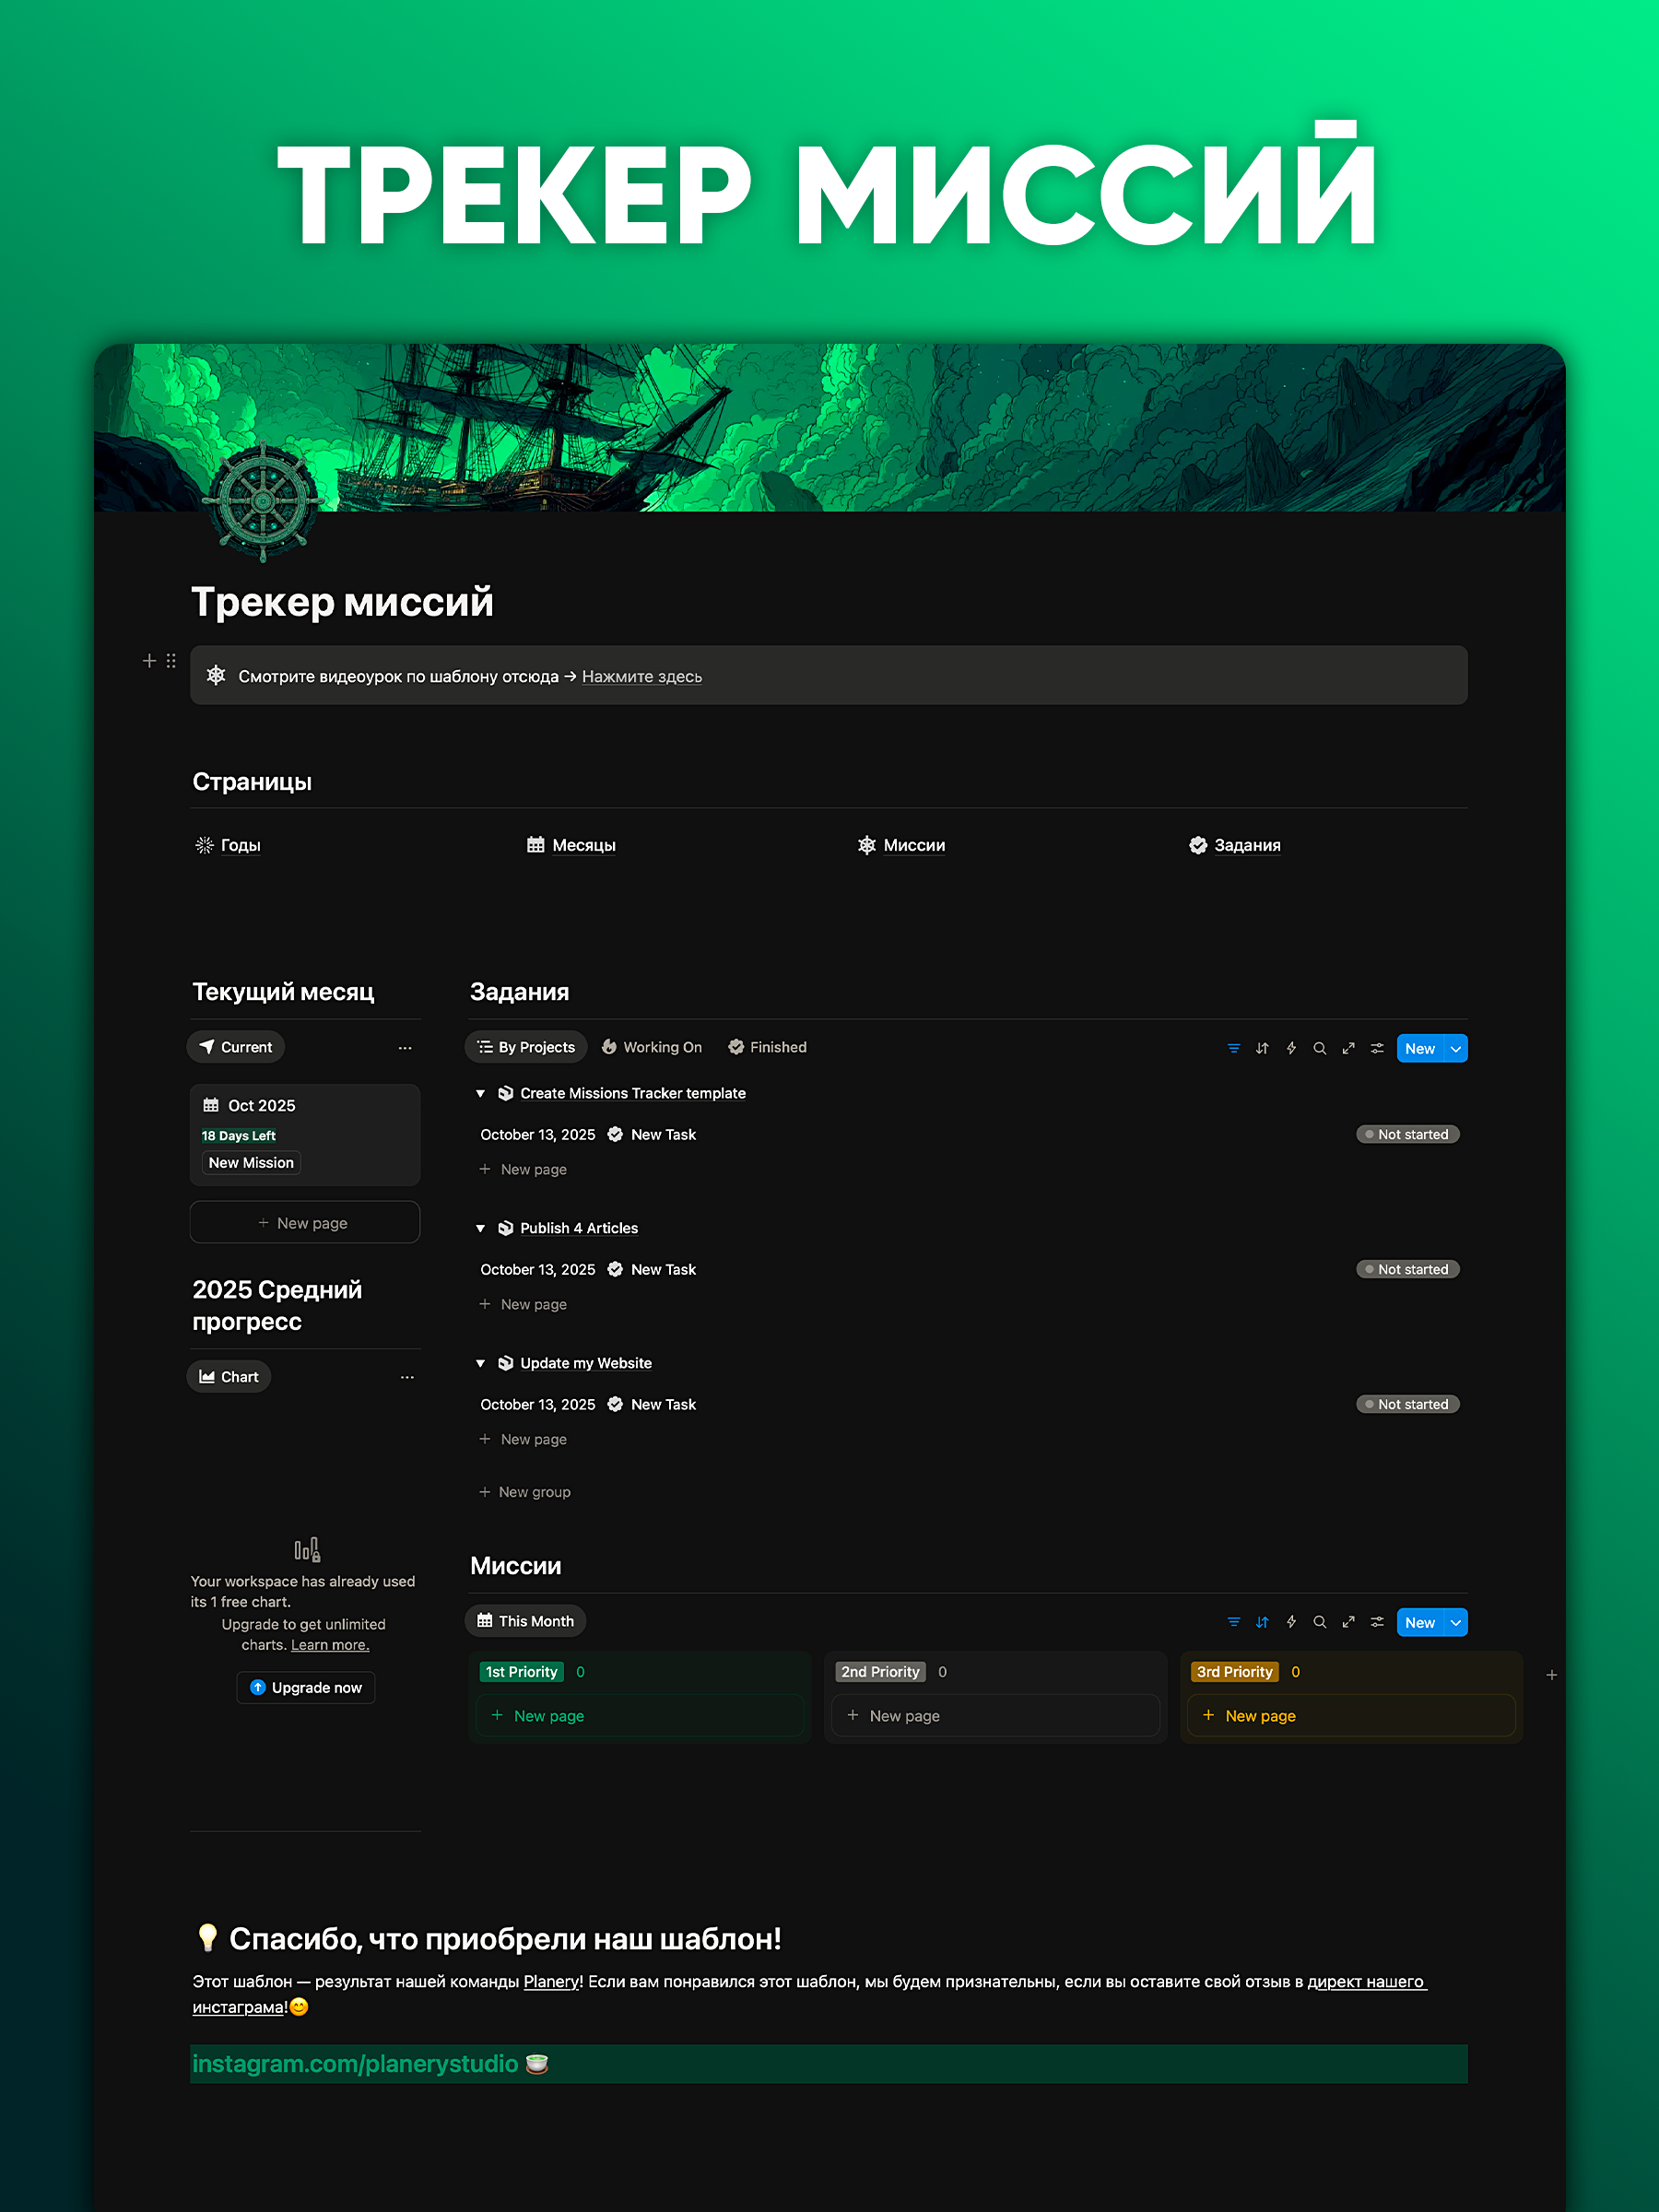 ТРЕКЕР МИССИЙ
Трекер миссий
Смотрите видеоурок по шаблону отсюда → Нажмите здесь
Страницы
Годы
Месяцы
Миссии
Задания
Текущий месяц
Current
Oct 2025
18 Days Left
New Mission
+ New page
2025 Средний
прогресс
Chart
Your workspace has already used
its 1 free chart.
Upgrade to get unlimited
charts. Learn more.
Upgrade now
Задания
By Projects
Working On
Finished
New
Create Missions Tracker template
October 13, 2025 New Task Not started
+ New page
Publish 4 Articles
October 13, 2025 New Task Not started
+ New page
Update my Website
October 13, 2025 New Task Not started
+ New page
+ New group
Миссии
This Month
New
1st Priority 0
+ New page
2nd Priority 0
+ New page
3rd Priority 0
+ New page
💡 Спасибо, что приобрели наш шаблон!
Этот шаблон — результат нашей команды Planery! Если вам понравился этот шаблон, мы будем признательны, если вы оставите свой отзыв в директ нашего
инстаграма!😊
instagram.com/planerystudio 🍵